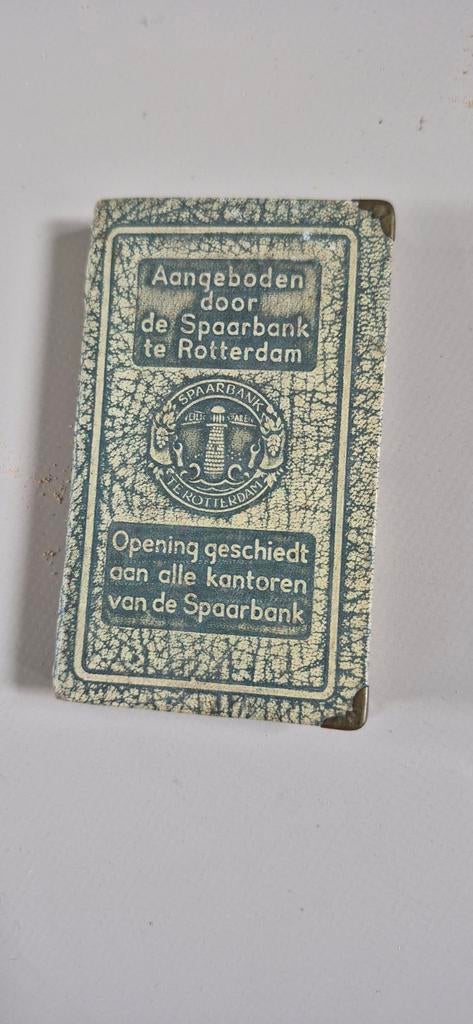 Aangeboden
door
de Spaarbank
te Rotterdam
SPAARBANK
TE ROTTERDAM
Opening geschiedt
aan alle kantoren
van de Spaarbank